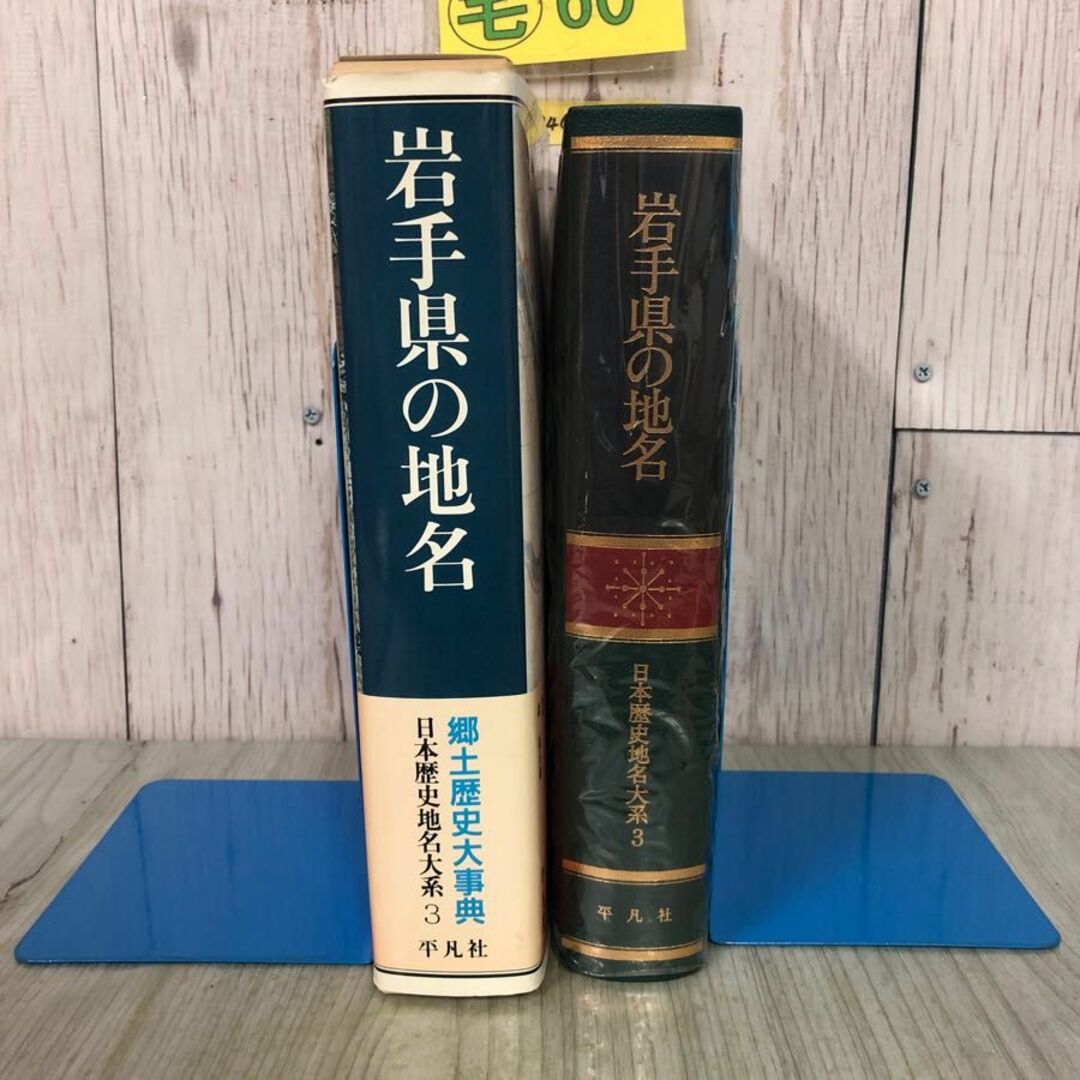 毛 60
岩手県の地名
郷土歴史大事典
日本歴史地名大系 3
平凡社
岩手県の地名
日本歴史地名大系 3
平凡社